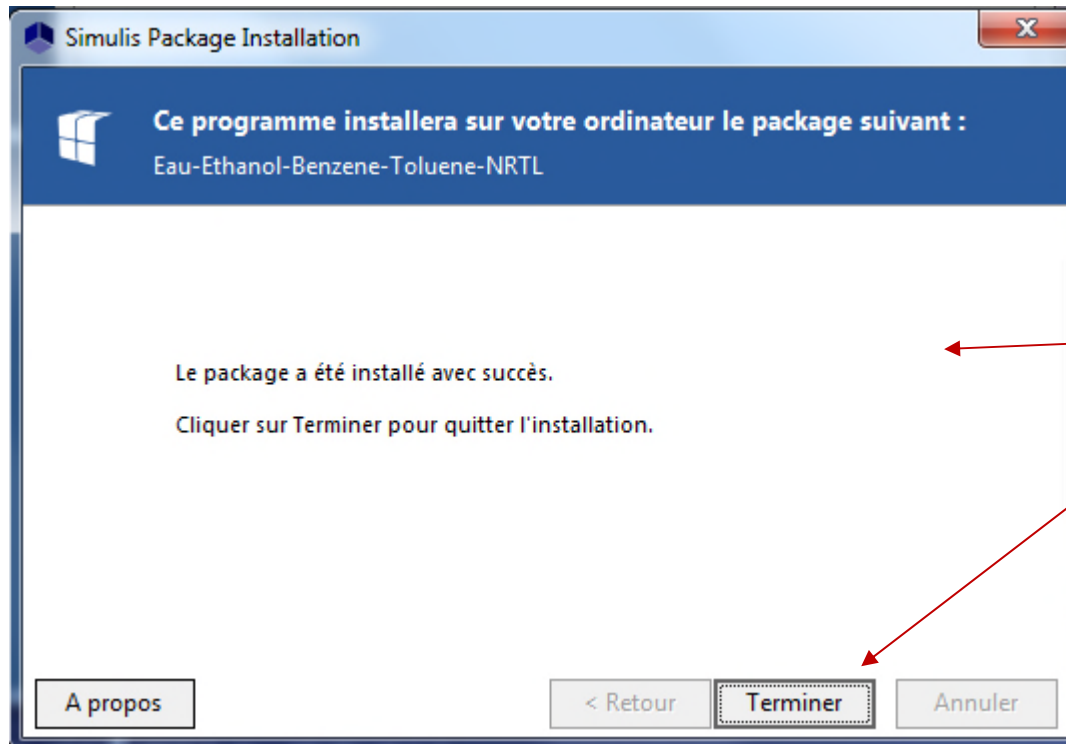 Simulis Package Installation
Ce programme installera sur votre ordinateur le package suivant :
Eau-Ethanol-Benzene-Toluene-NRTL
Le package a été installé avec succès.
Cliquer sur Terminer pour quitter l'installation.
A propos
< Retour
Terminer
Annuler